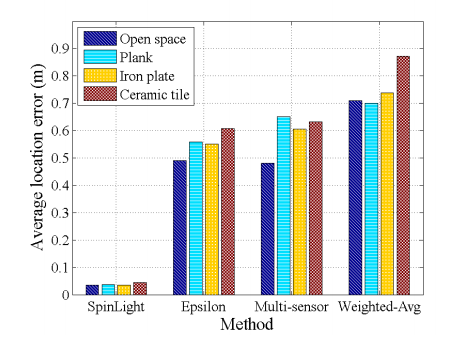 Open space
Plank
Iron plate
Ceramic tile
Average location error (m)
0.9
0.8
0.7
0.6
0.5
0.4
0.3
0.2
0.1
0
SpinLight Epsilon Multi-sensor Weighted-Avg
Method